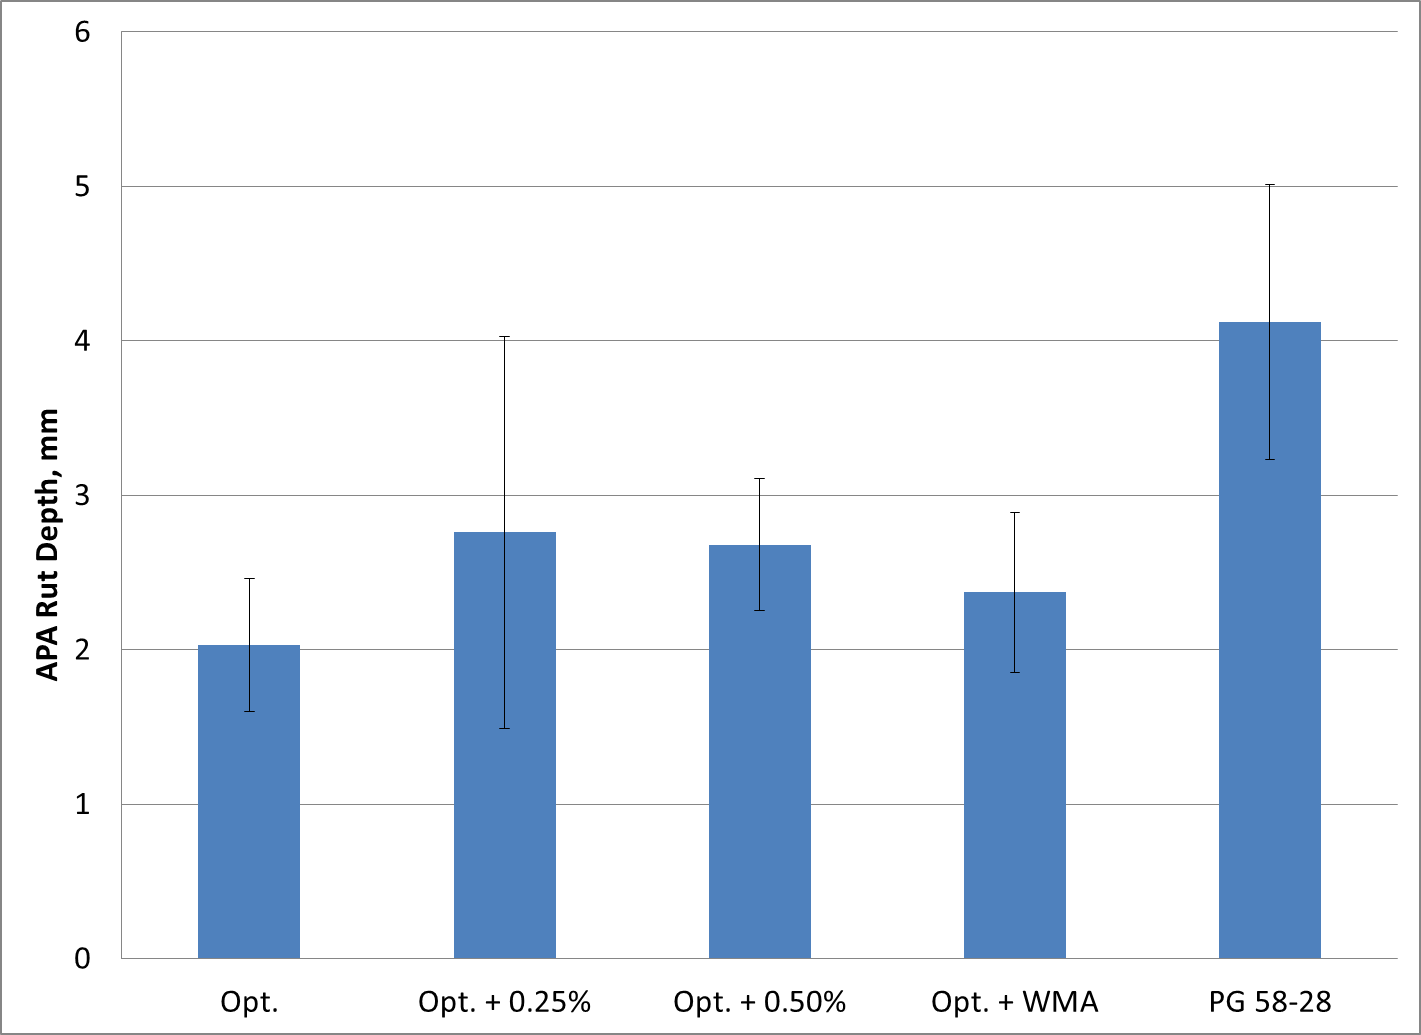 6
5
4
3
2
1
0
APA Rut Depth, mm
Opt.
Opt. + 0.25%
Opt. + 0.50%
Opt. + WMA
PG 58-28